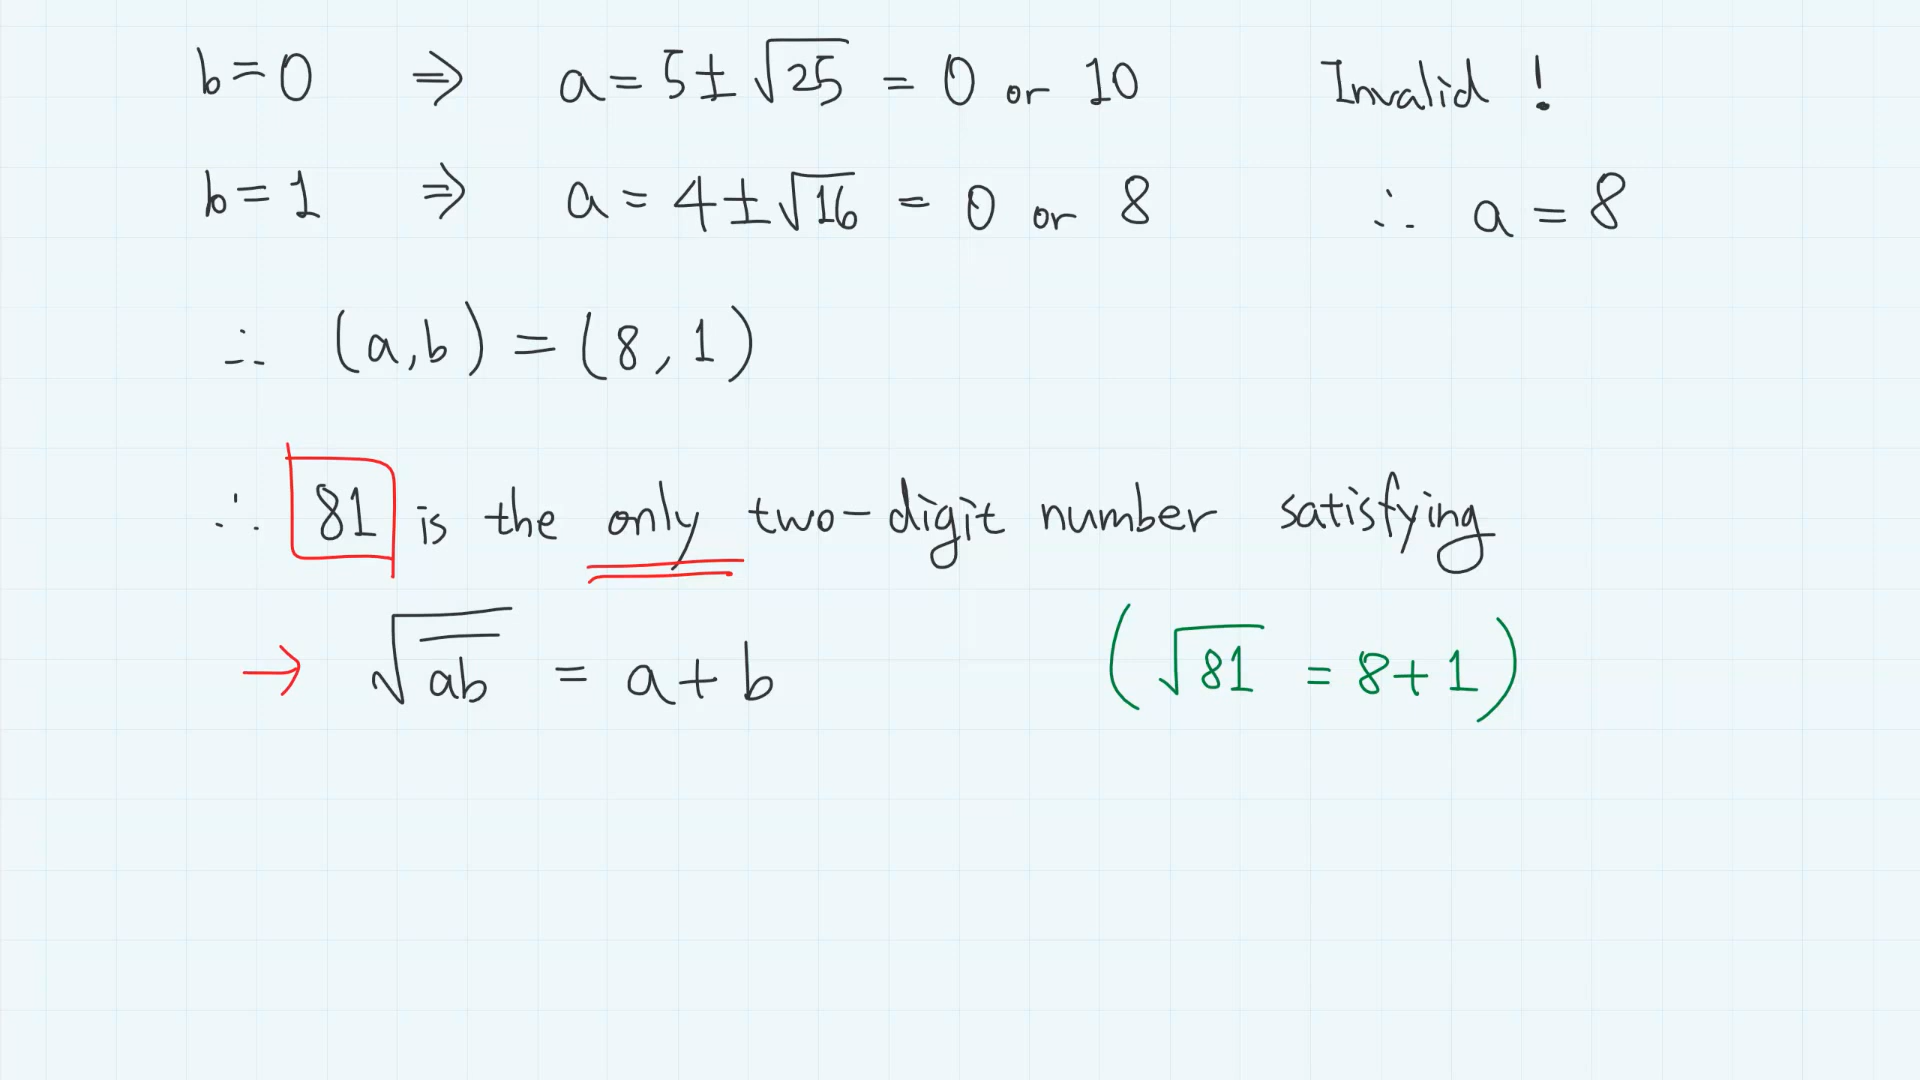 b = 0 ⇒ a = 5 ± √25 = 0 or 10 Invalid !
b = 1 ⇒ a = 4 ± √16 = 0 or 8 ∴ a = 8
∴ (a,b) = (8, 1)
∴ 81 is the only two-digit number satisfying
→ √a̅b̅ = a + b (√81 = 8 + 1)